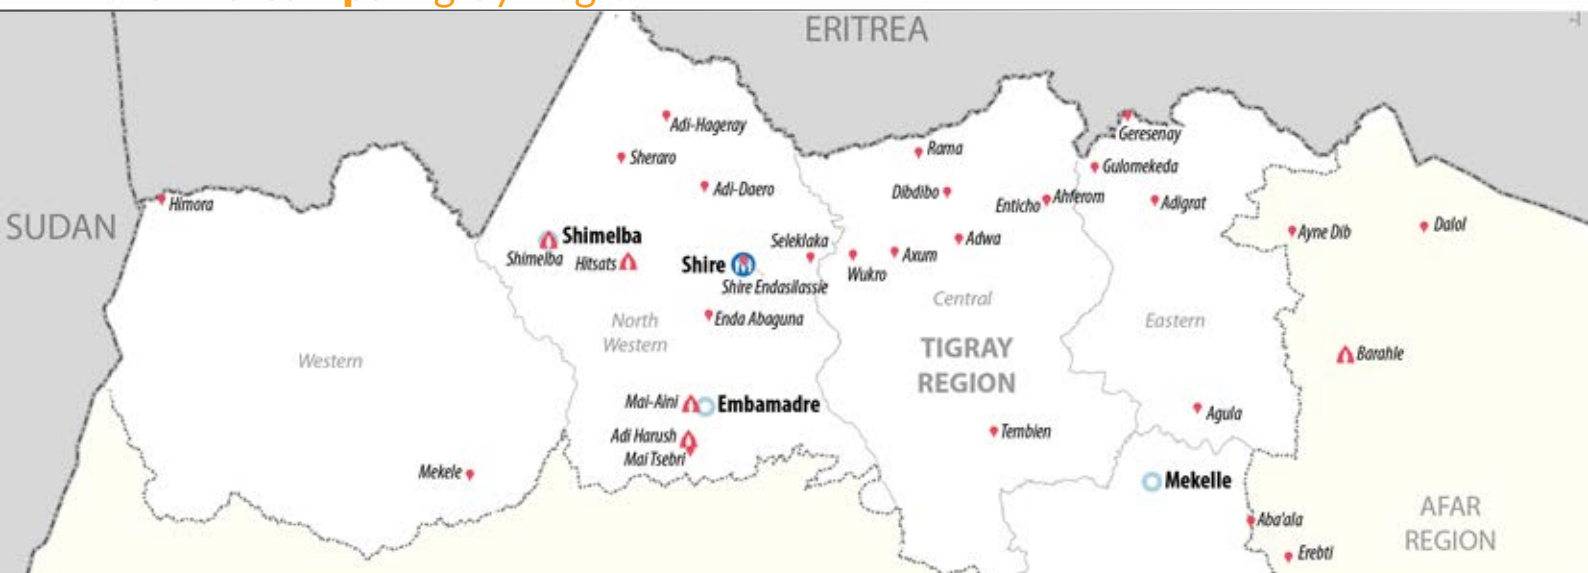 ERITREA
Adi-Hageray
Geresenay
Sheraro
Rama
Gulomekeda
Adi-Daero
Dibdibo
Enticho
Ahferom
Adigrat
Himora
SUDAN
Shimelba
Shimelba
Hitsats
Shire
Shire Endasilassie
Seleklaka
Wukro
Axum
Adwa
Ayne Dib
Dalol
Central
Enda Abaguna
North
Western
Eastern
Western
TIGRAY
REGION
Barahle
Mai-Aini
Embamadre
Agula
Adi Harush
Mai Tsebri
Tembien
Mekele
Mekelle
AFAR
REGION
Aba'ala
Erebti